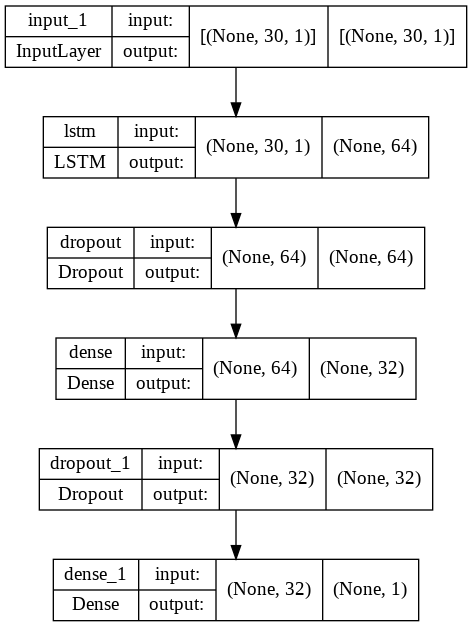 input_1 input: [(None, 30, 1)] [(None, 30, 1)]
InputLayer output:
lstm input: (None, 30, 1) (None, 64)
LSTM output:
dropout input: (None, 64) (None, 64)
Dropout output:
dense input: (None, 64) (None, 32)
Dense output:
dropout_1 input: (None, 32) (None, 32)
Dropout output:
dense_1 input: (None, 32) (None, 1)
Dense output: